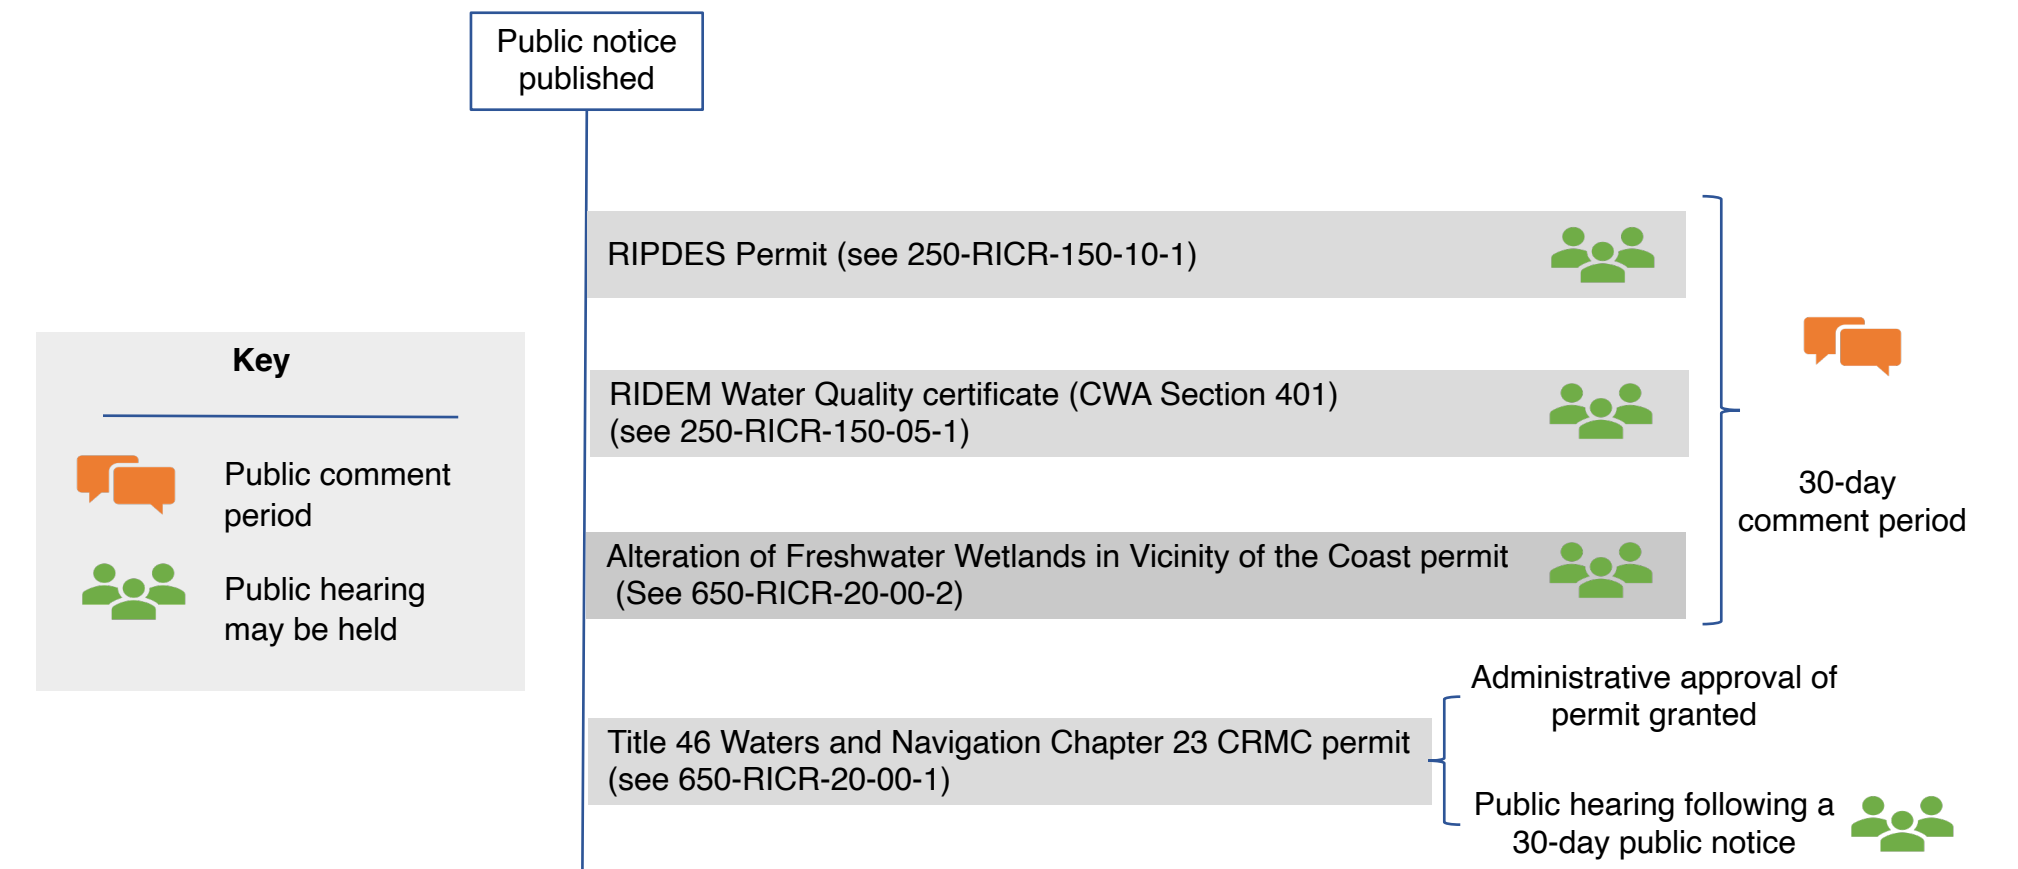 Public notice
published
RIPDES Permit (see 250-RICR-150-10-1)
Key
RIDEM Water Quality certificate (CWA Section 401)
(see 250-RICR-150-05-1)
Public comment
period
30-day
comment period
Alteration of Freshwater Wetlands in Vicinity of the Coast permit
(See 650-RICR-20-00-2)
Public hearing
may be held
Administrative approval of
permit granted
Title 46 Waters and Navigation Chapter 23 CRMC permit
(see 650-RICR-20-00-1)
Public hearing following a
30-day public notice